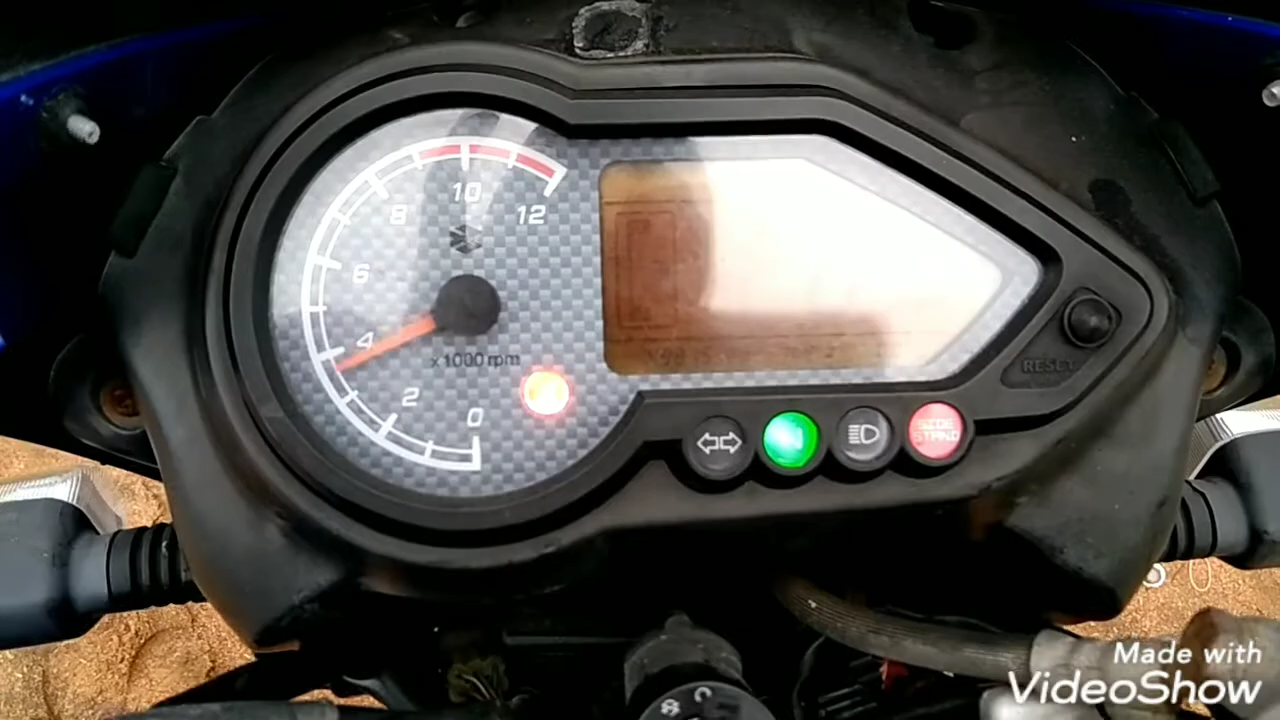 10
8
12
6
4
x1000 rpm
2
0
RESET
SIDE
STAND
N
Made with
VideoShow